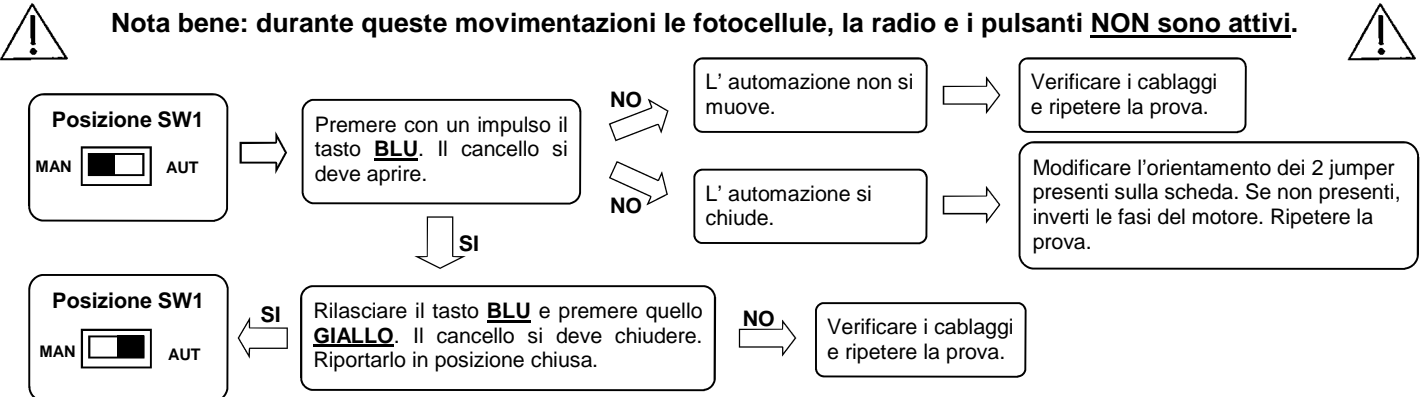 Nota bene: durante queste movimentazioni le fotocellule, la radio e i pulsanti NON sono attivi.
Posizione SW1
MAN AUT
Premere con un impulso il
tasto BLU. Il cancello si
deve aprire.
NO
L' automazione non si
muove.
Verificare i cablaggi
e ripetere la prova.
NO
L' automazione si
chiude.
Modificare l'orientamento dei 2 jumper
presenti sulla scheda. Se non presenti,
inverti le fasi del motore. Ripetere la
prova.
SI
Rilasciare il tasto BLU e premere quello
GIALLO. Il cancello si deve chiudere.
Riportarlo in posizione chiusa.
NO
Verificare i cablaggi
e ripetere la prova.
SI
Posizione SW1
MAN AUT